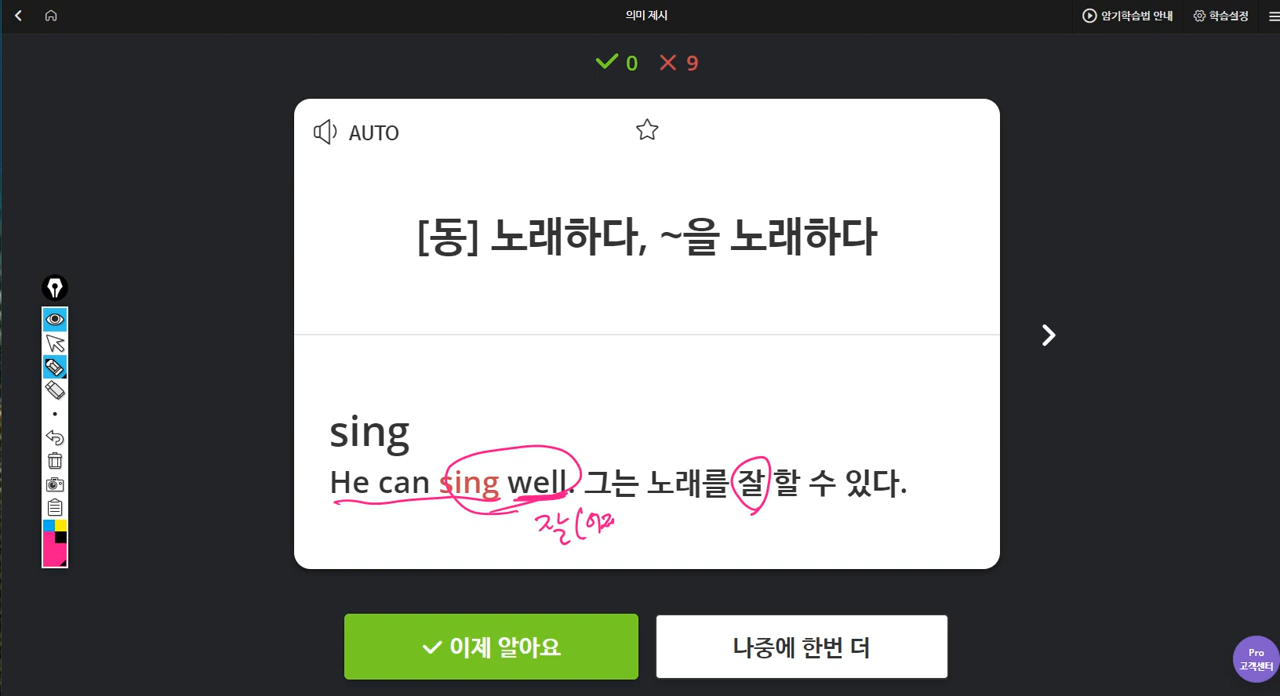 의미 제시
암기학습법 안내
학습설정
0
9
AUTO
[동] 노래하다, ~을 노래하다
sing
He can sing well. 그는 노래를 잘 할 수 있다.
잘(
이제 알아요
나중에 한번 더
Pro
고객센터